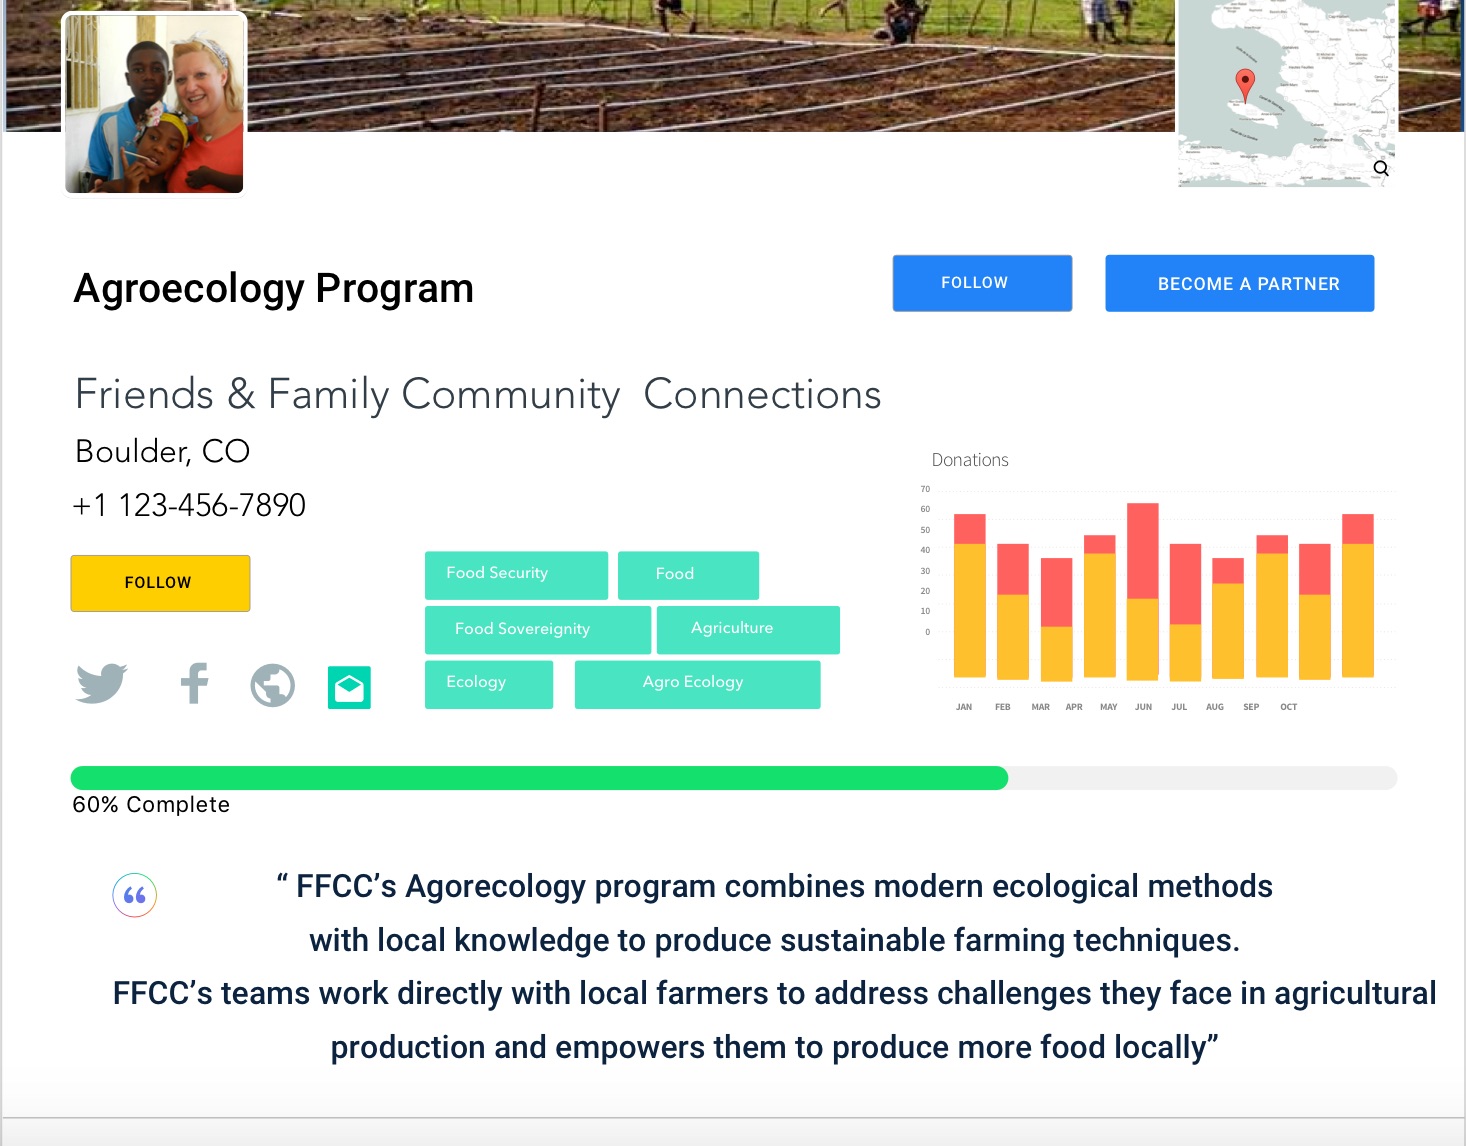 Port-au-Prince
Agroecology Program
FOLLOW
BECOME A PARTNER
Friends & Family Community Connections
Boulder, CO
+1 123-456-7890
FOLLOW
Food Security
Food
Food Sovereignity
Agriculture
Ecology
Agro Ecology
Donations
70
60
50
40
30
20
10
0
JAN FEB MAR APR MAY JUN JUL AUG SEP OCT
60% Complete
“ FFCC’s Agorecology program combines modern ecological methods
with local knowledge to produce sustainable farming techniques.
FFCC’s teams work directly with local farmers to address challenges they face in agricultural
production and empowers them to produce more food locally”